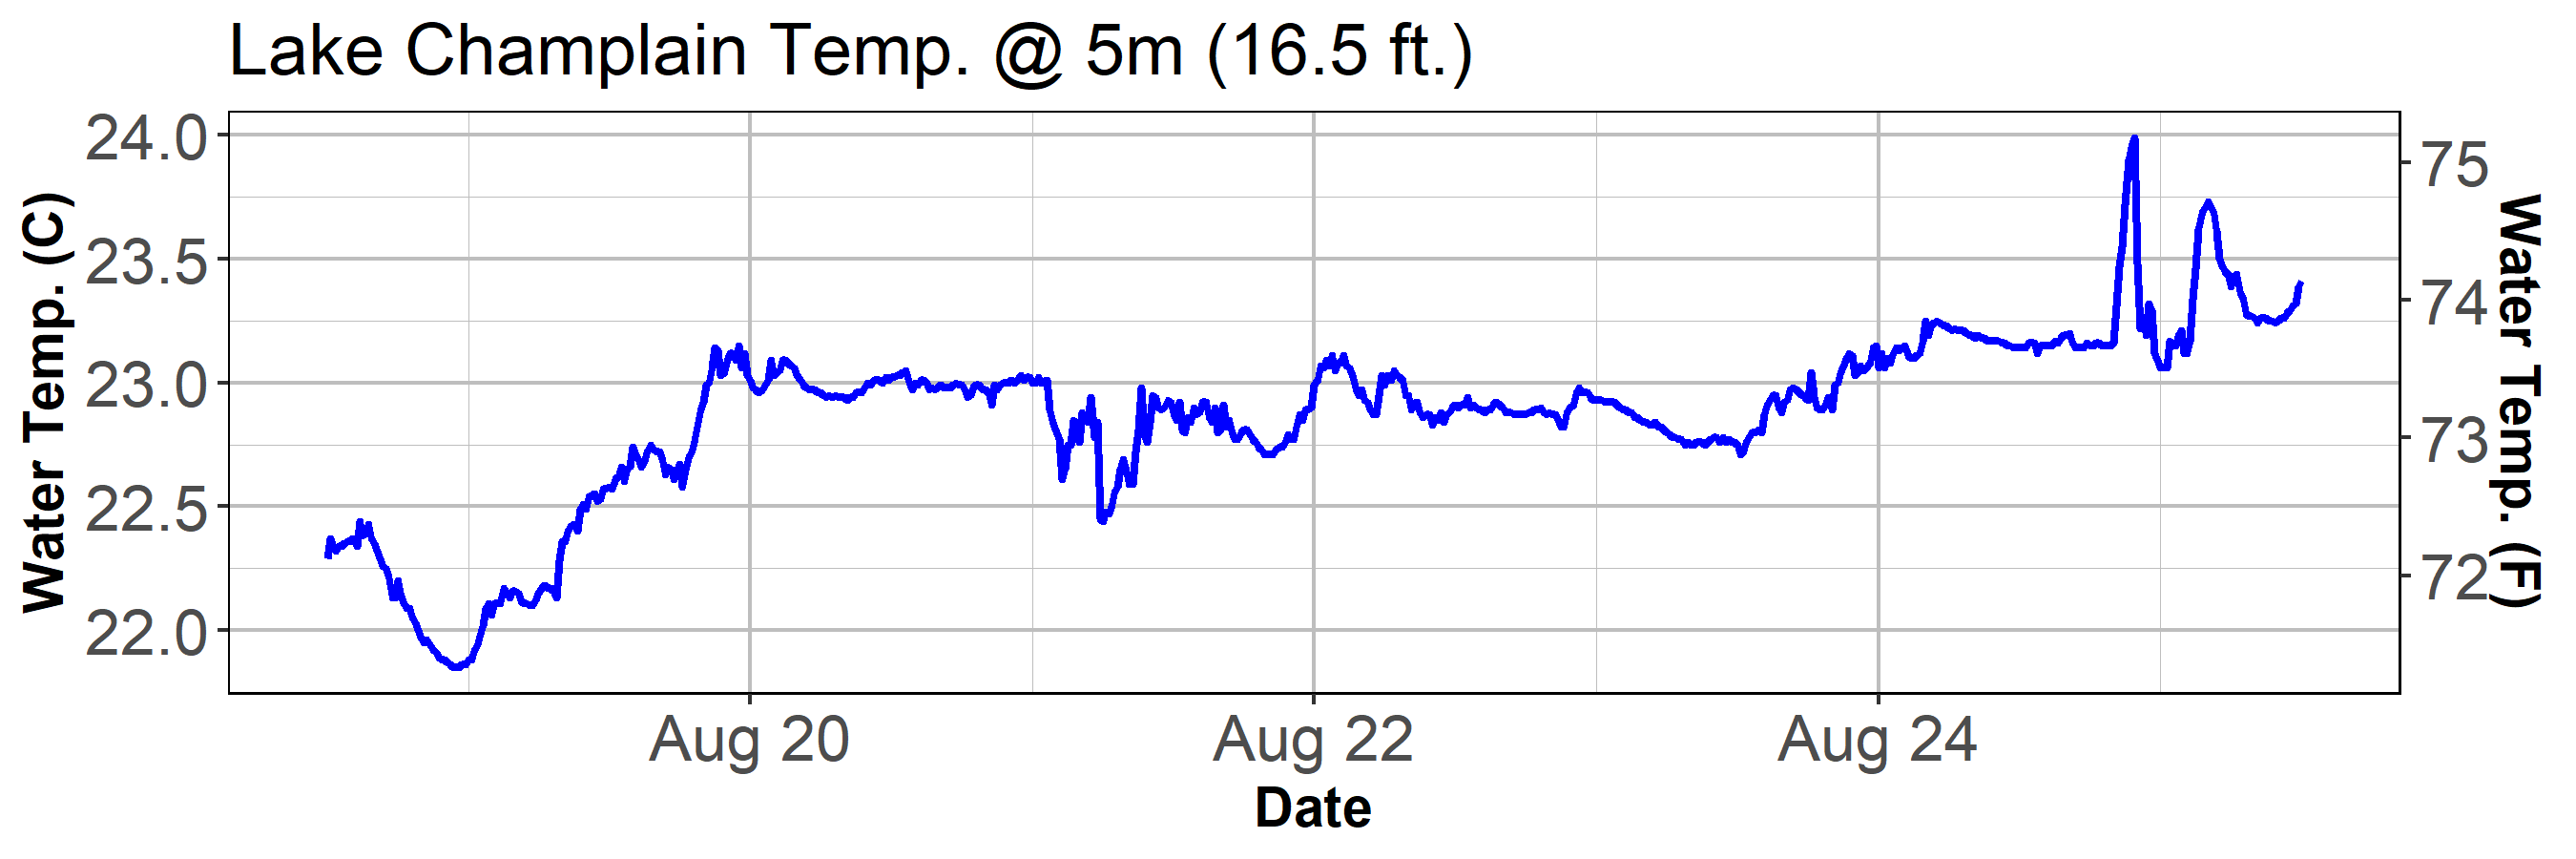 Lake Champlain Temp. @ 5m (16.5 ft.)
Water Temp. (C)
24.0
23.5
23.0
22.5
22.0
75
74
73
72
Water Temp. (F)
Aug 20 Aug 22 Aug 24
Date